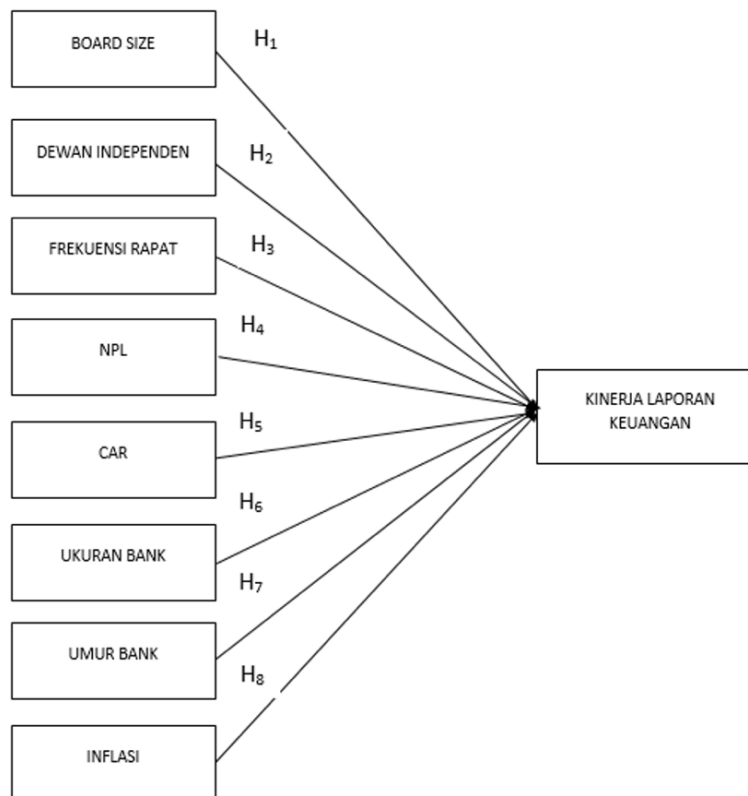 BOARD SIZE
H₁
DEWAN INDEPENDEN
H₂
FREKUENSI RAPAT
H₃
NPL
H₄
KINERJA LAPORAN
KEUANGAN
CAR
H₅
UKURAN BANK
H₆
UMUR BANK
H₇
INFLASI
H₈